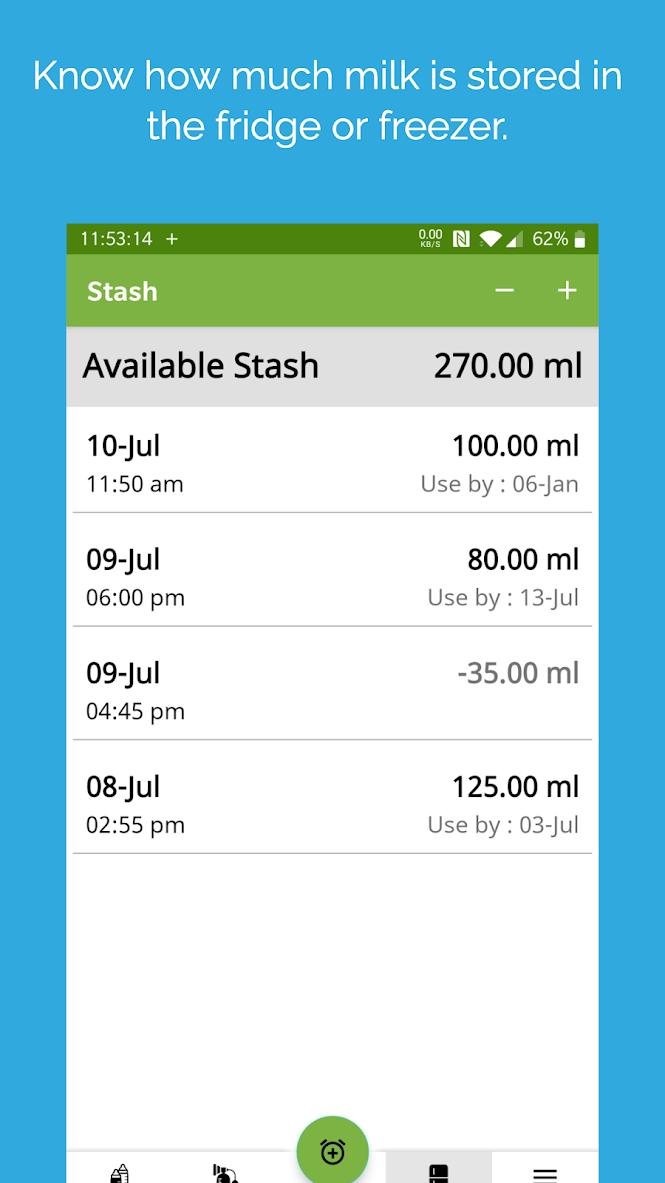 Know how much milk is stored in
the fridge or freezer.
11:53:14 + 0.00 KB/S 62%
Stash − +
Available Stash 270.00 ml
10-Jul 100.00 ml
11:50 am Use by : 06-Jan
09-Jul 80.00 ml
06:00 pm Use by : 13-Jul
09-Jul -35.00 ml
04:45 pm
08-Jul 125.00 ml
02:55 pm Use by : 03-Jul